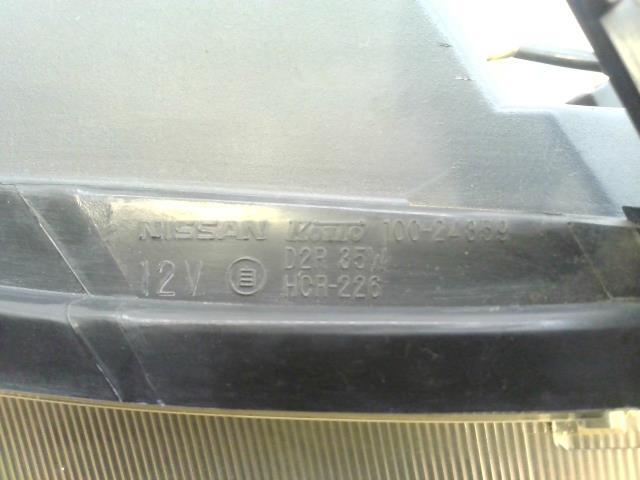 NISSAN Koito 100-24859
12V D2R 35W
HCR-226